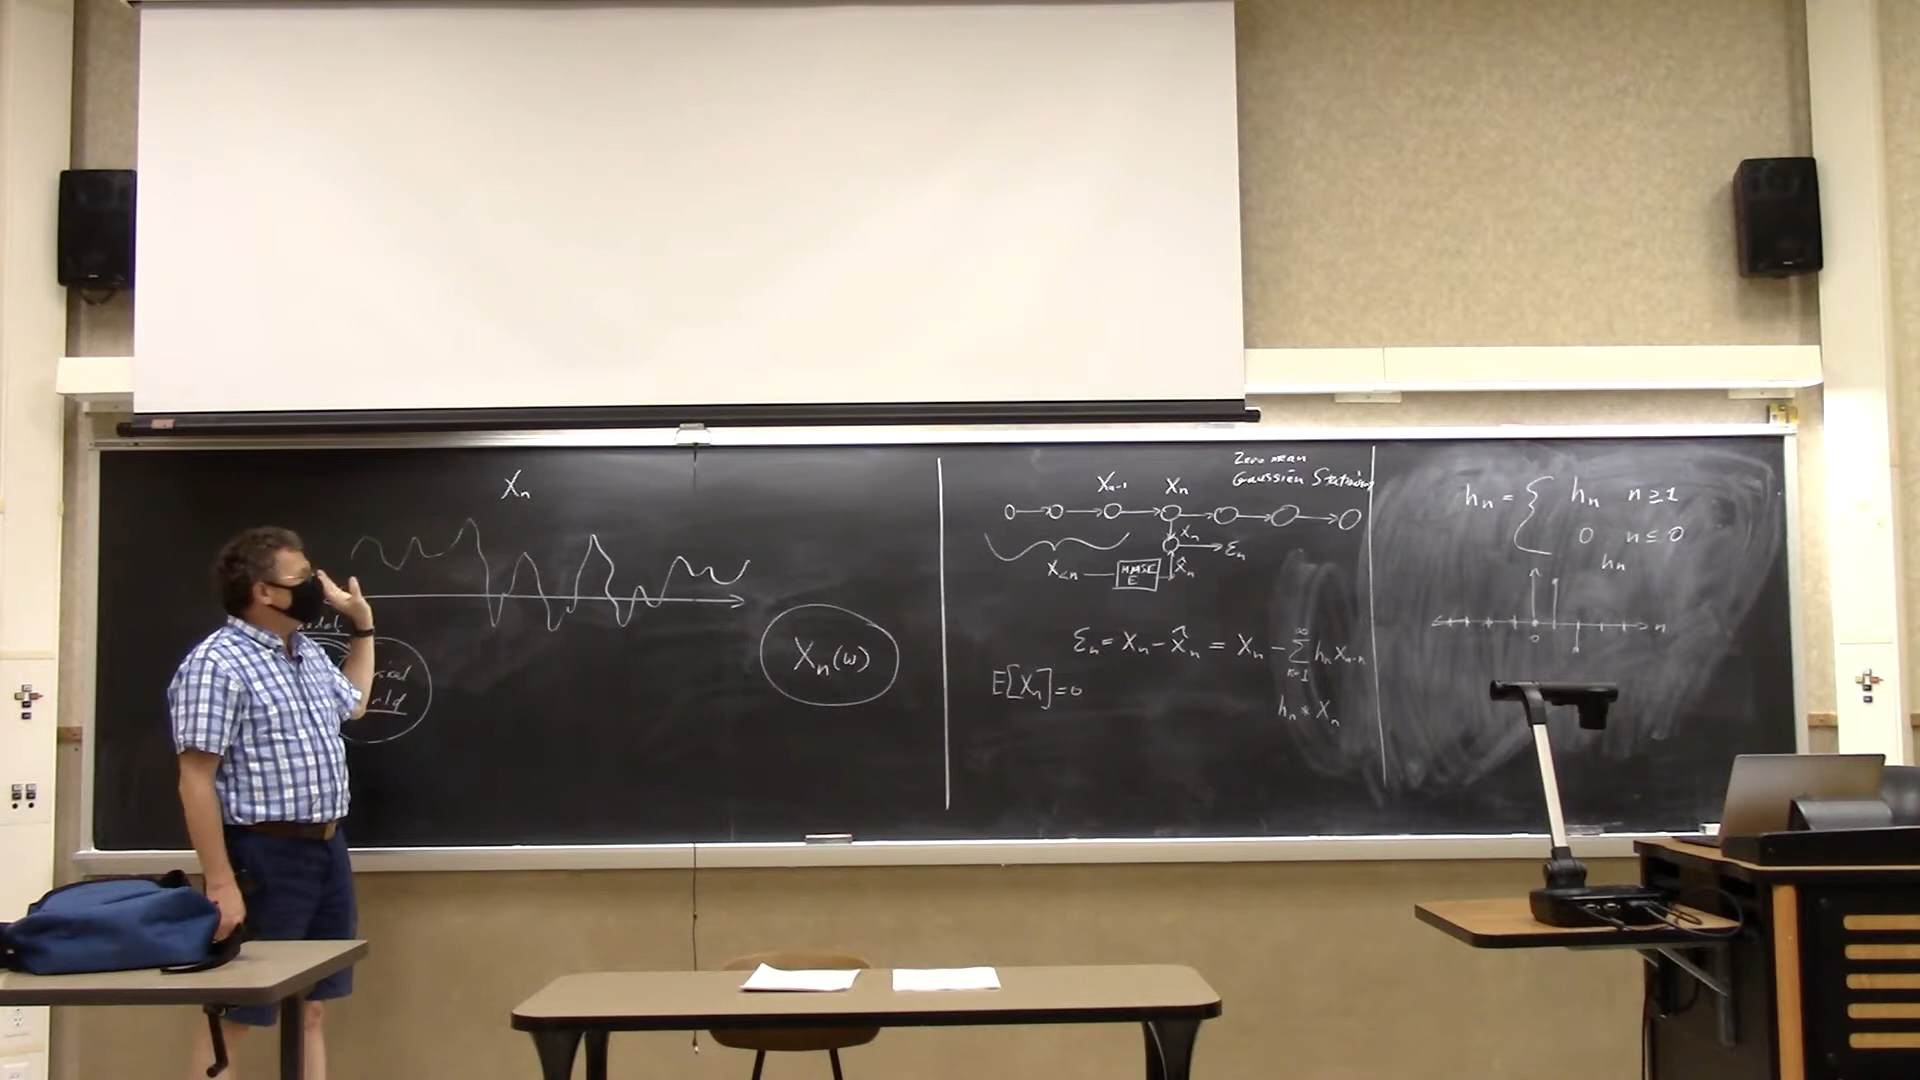 Xₙ
model
Xₙ(ω)
Zero mean
Gaussian
Xₙ₋₁ Xₙ
Xₙ
εₙ
X<ₙ MMSE E X̂ₙ
εₙ = Xₙ - X̂ₙ = Xₙ - ∑_{k=1}^{∞} hₖ Xₙ₋ₖ
E[Xₙ] = 0
hₙ * Xₙ
hₙ = { hₙ n ≥ 1
0 n ≤ 0
hₙ
n
0